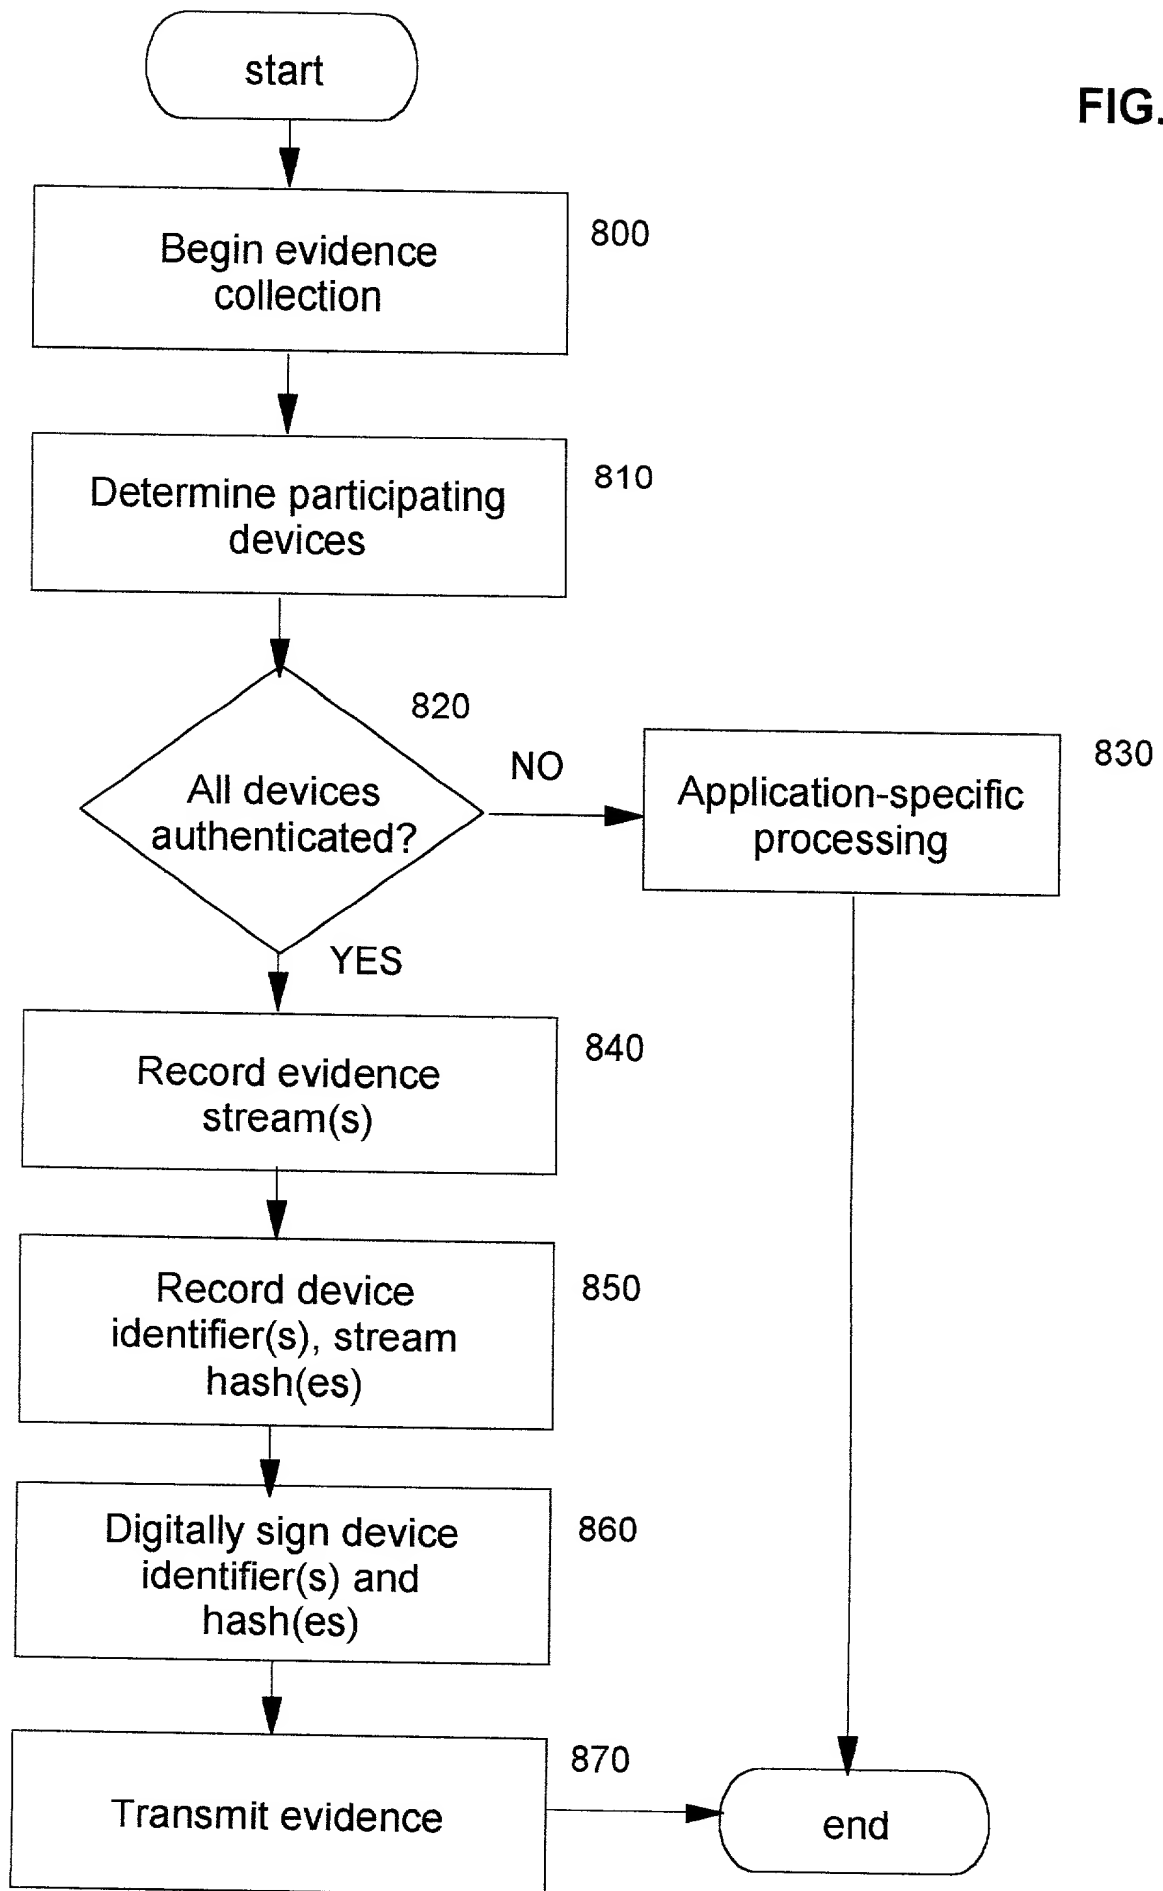 start
FIG.
Begin evidence
collection
800
Determine participating
devices
810
820
All devices
authenticated?
NO
Application-specific
processing
830
YES
Record evidence
stream(s)
840
Record device
identifier(s), stream
hash(es)
850
Digitally sign device
identifier(s) and
hash(es)
860
Transmit evidence
870
end